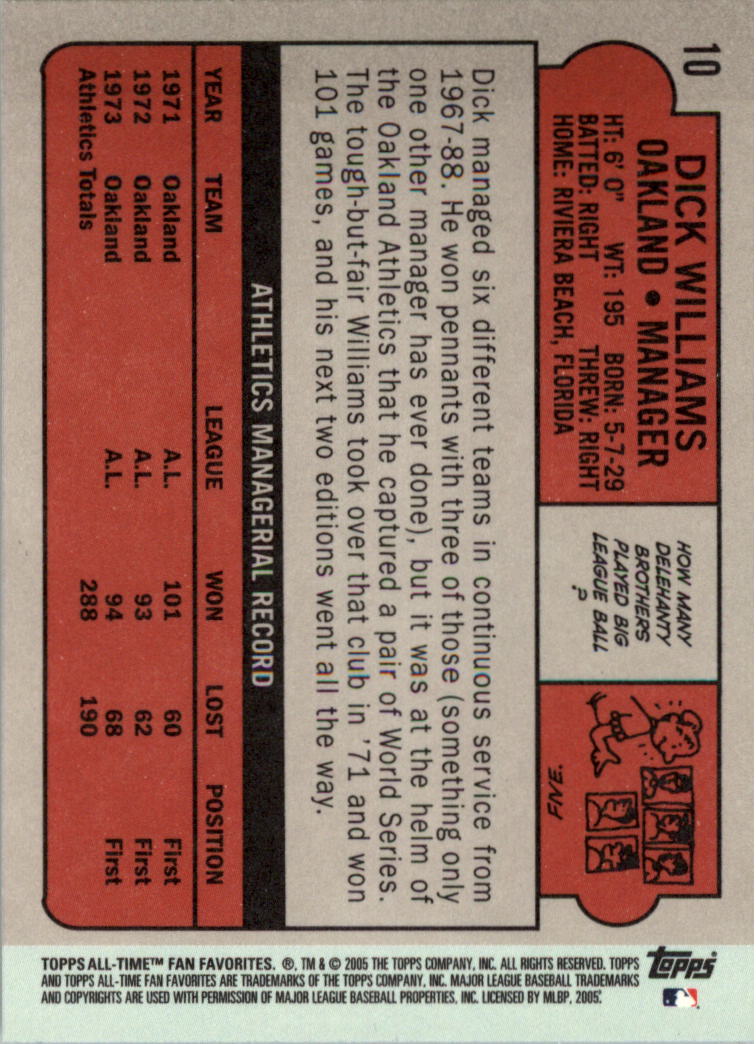 10
DICK WILLIAMS
OAKLAND • MANAGER
HT: 6' 0" WT: 195 BORN: 5-7-29
BATTED: RIGHT THREW: RIGHT
HOME: RIVIERA BEACH, FLORIDA
HOW MANY
DELEHANTY
BROTHERS
PLAYED BIG
LEAGUE BALL
?
FIVE.
Dick managed six different teams in continuous service from
1967-88. He won pennants with three of those (something only
one other manager has ever done), but it was at the helm of
the Oakland Athletics that he captured a pair of World Series.
The tough-but-fair Williams took over that club in '71 and won
101 games, and his next two editions went all the way.
ATHLETICS MANAGERIAL RECORD
YEAR TEAM LEAGUE WON LOST POSITION
1971 Oakland A.L. 101 60 First
1972 Oakland A.L. 93 62 First
1973 Oakland A.L. 94 68 First
Athletics Totals 288 190
TOPPS ALL-TIME™ FAN FAVORITES. ®, TM & © 2005 THE TOPPS COMPANY, INC. ALL RIGHTS RESERVED. TOPPS
AND TOPPS ALL-TIME FAN FAVORITES ARE TRADEMARKS OF THE TOPPS COMPANY, INC. MAJOR LEAGUE BASEBALL TRADEMARKS
AND COPYRIGHTS ARE USED WITH PERMISSION OF MAJOR LEAGUE BASEBALL PROPERTIES, INC. LICENSED BY MLBP, 2005.
topps